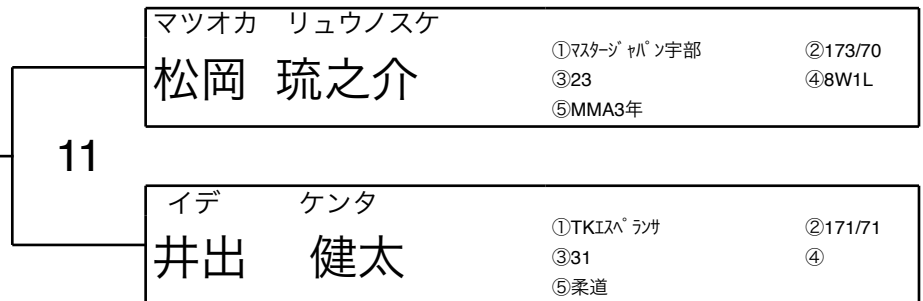 マツオカ リュウノスケ
松岡 琉之介
①マスタージャパン宇部 ②173/70
③23 ④8W1L
⑤MMA3年
11
イデ ケンタ
井出 健太
①TKエスペランサ ②171/71
③31 ④
⑤柔道